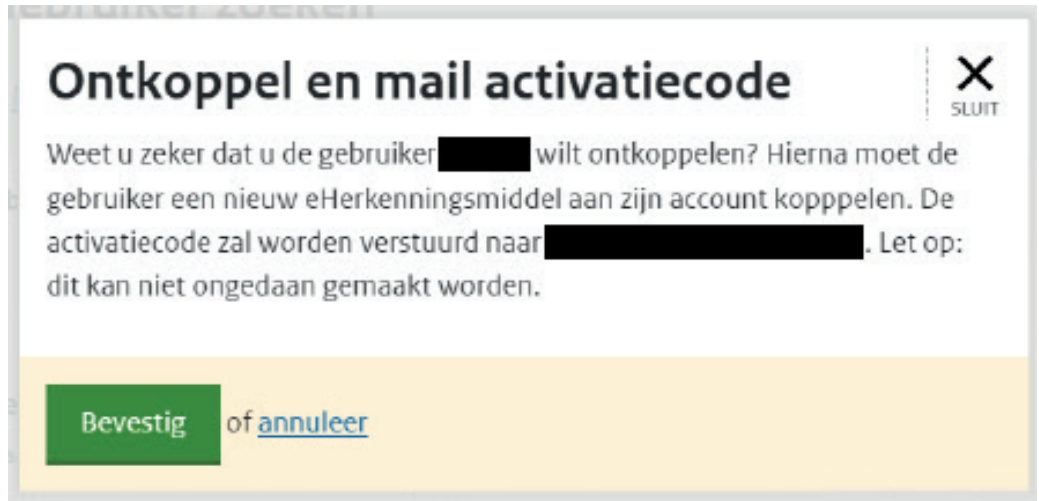 ebruiker zoeken
Ontkoppel en mail activatiecode
SLUIT
Weet u zeker dat u de gebruiker wilt ontkoppelen? Hierna moet de
gebruiker een nieuw eHerkenningsmiddel aan zijn account kopppelen. De
activatiecode zal worden verstuurd naar . Let op:
dit kan niet ongedaan gemaakt worden.
Bevestig of annuleer